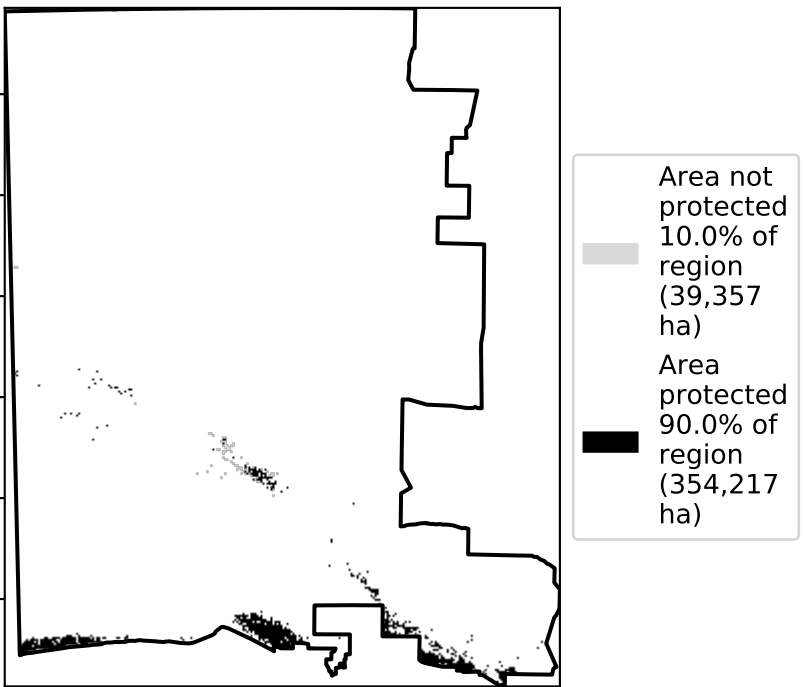 Area not
protected
10.0% of
region
(39,357
ha)
Area
protected
90.0% of
region
(354,217
ha)